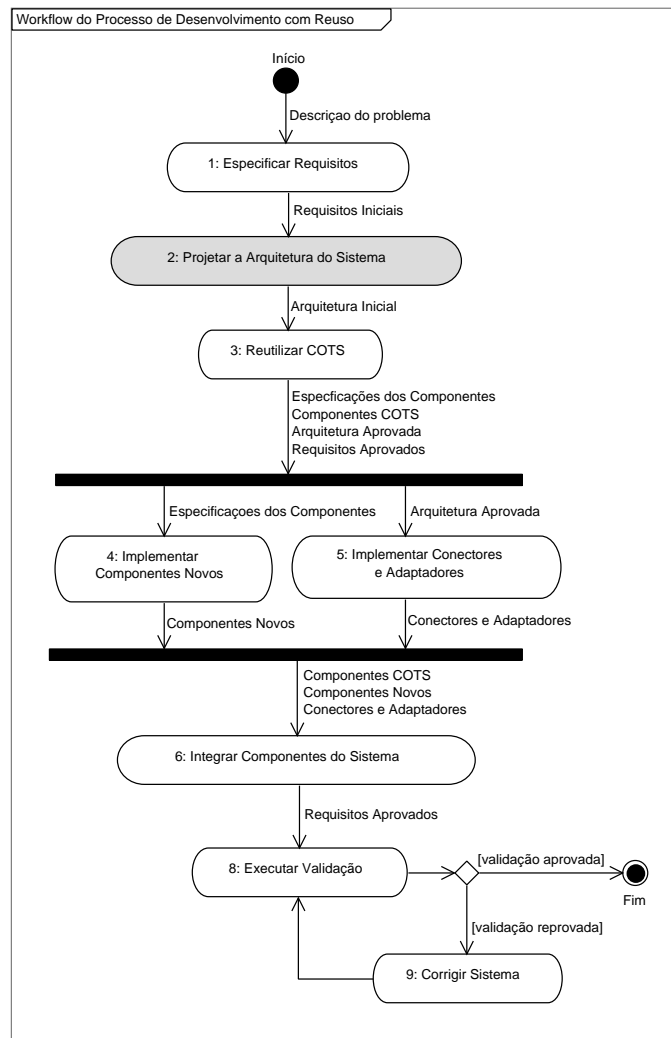 Workflow do Processo de Desenvolvimento com Reuso
Início
Descriçao do problema
1: Especificar Requisitos
Requisitos Iniciais
2: Projetar a Arquitetura do Sistema
Arquitetura Inicial
3: Reutilizar COTS
Especficações dos Componentes
Componentes COTS
Arquitetura Aprovada
Requisitos Aprovados
Especificaçoes dos Componentes
Arquitetura Aprovada
4: Implementar
Componentes Novos
5: Implementar Conectores
e Adaptadores
Componentes Novos
Conectores e Adaptadores
Componentes COTS
Componentes Novos
Conectores e Adaptadores
6: Integrar Componentes do Sistema
Requisitos Aprovados
8: Executar Validação
[validação aprovada]
Fim
[validação reprovada]
9: Corrigir Sistema